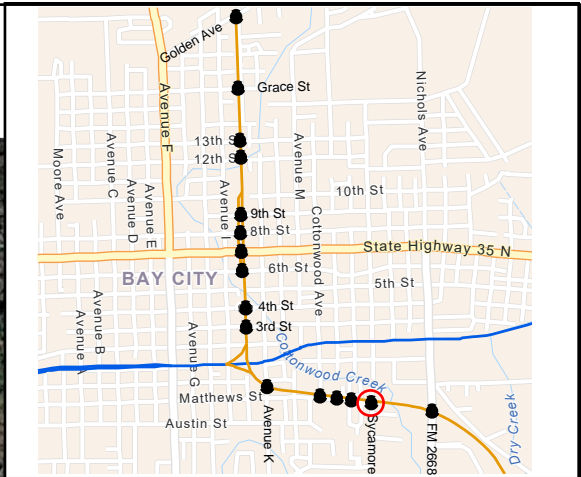 Golden Ave
Grace St
Nichols Ave
Avenue F
13th S
12th S
Avenue M
Avenue C
Moore Ave
Avenue D
Avenue E
Avenue I
10th St
9th St
8th St
Cottonwood Ave
State Highway 35 N
BAY CITY
6th St
5th St
4th St
3rd St
Avenue B
Avenue A
Avenue G
Cottonwood Creek
Matthews St
Austin St
Avenue K
Sycamore
FM 2668
Dry Creek